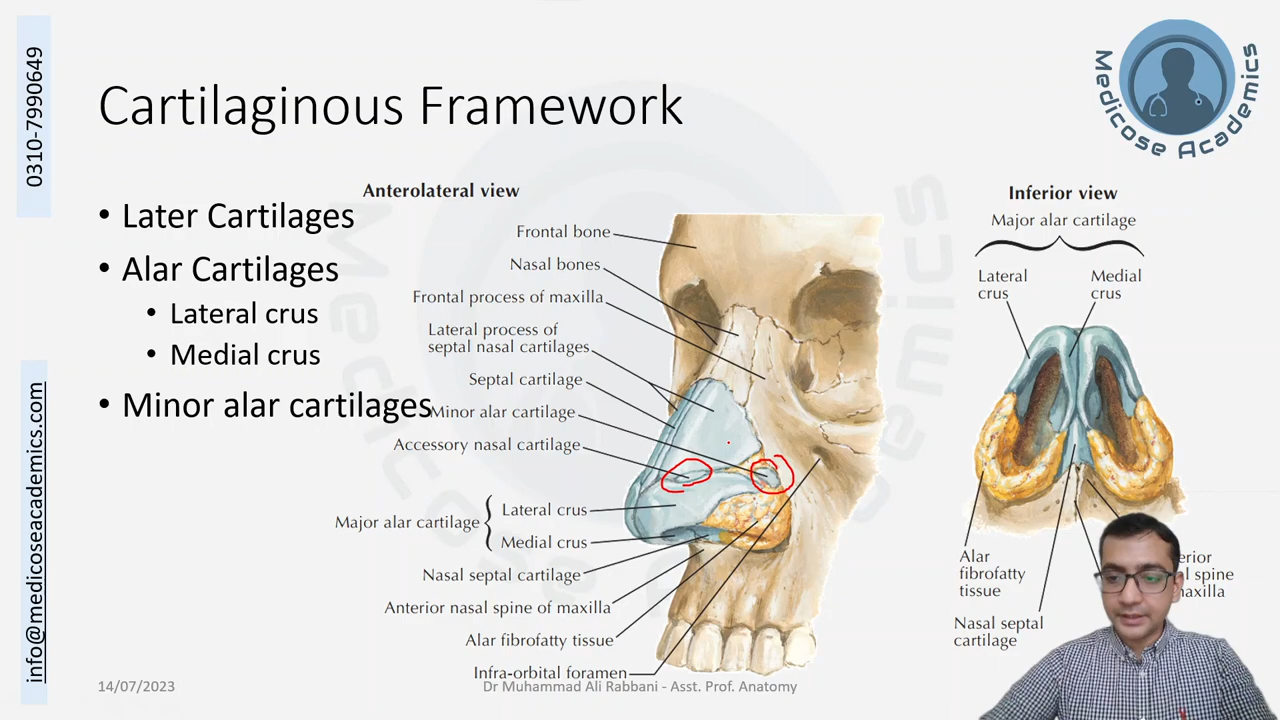 Cartilaginous Framework
0310-7990649
info@medicoseacademics.com
Medicose Academics
• Later Cartilages
• Alar Cartilages
• Lateral crus
• Medial crus
• Minor alar cartilages
Anterolateral view
Frontal bone
Nasal bones
Frontal process of maxilla
Lateral process of
septal nasal cartilages
Septal cartilage
Minor alar cartilage
Accessory nasal cartilage
Major alar cartilage
Lateral crus
Medial crus
Nasal septal cartilage
Anterior nasal spine of maxilla
Alar fibrofatty tissue
Infra-orbital foramen
Inferior view
Major alar cartilage
Lateral
crus
Medial
crus
Alar
fibrofatty
tissue
Nasal septal
cartilage
spine
14/07/2023
Dr Muhammad Ali Rabbani - Asst. Prof. Anatomy